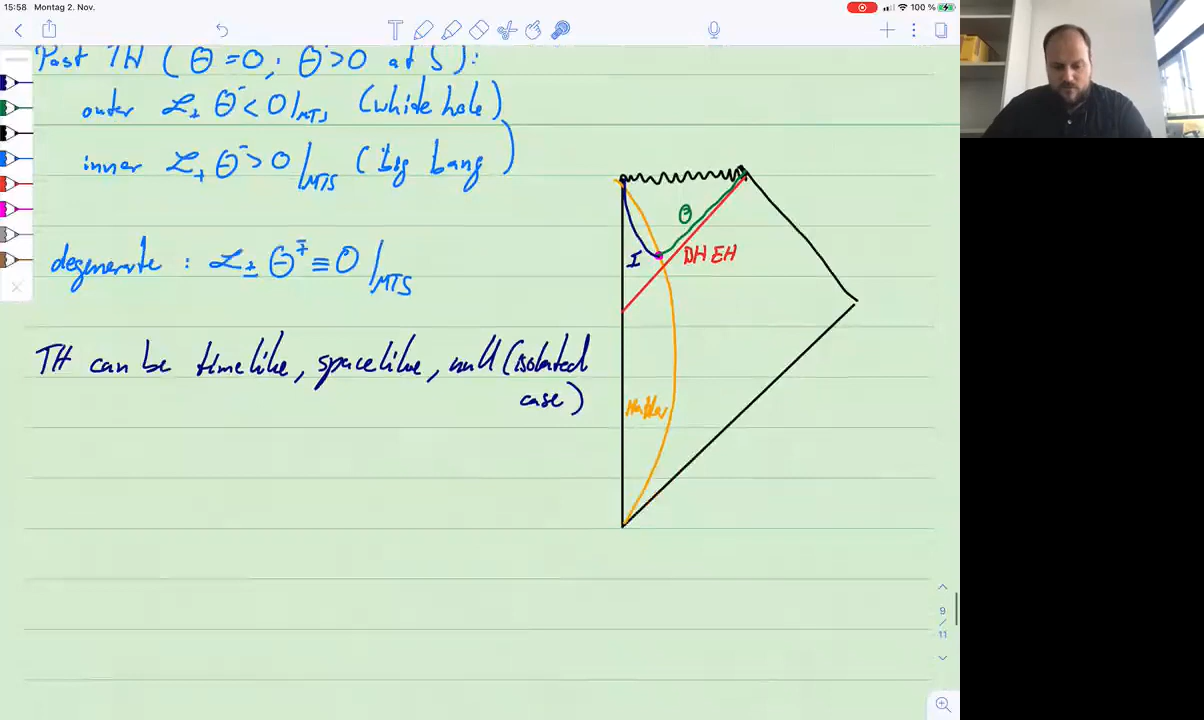 15:58 Montag 2. Nov.
100 %
Past TH (Θ=0, Θ>0 at S):
outer ℒ₊ Θ⁻<0|MTS (white hole)
inner ℒ₊ Θ⁻>0|MTS (big bang)
degenerate : ℒ± Θ∓≡0|MTS
TH can be timelike, spacelike, null (isolated
case)
I
DH EH
Matter
9
/
11